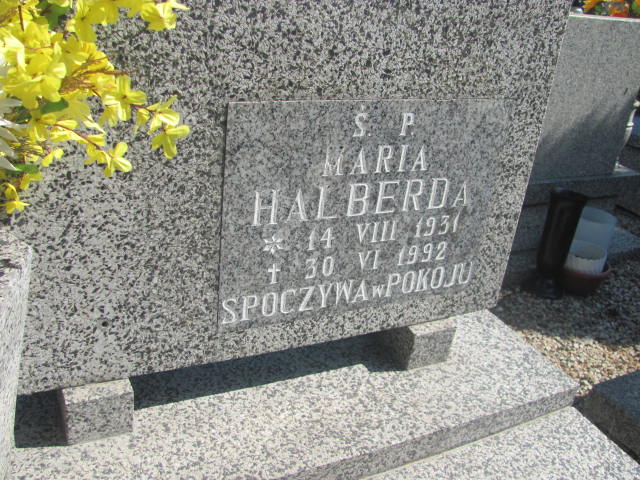 Ś. P.
MARIA
HALBERDA
* 14 VIII 1931
† 30 VI 1992
SPOCZYWA w POKOJU